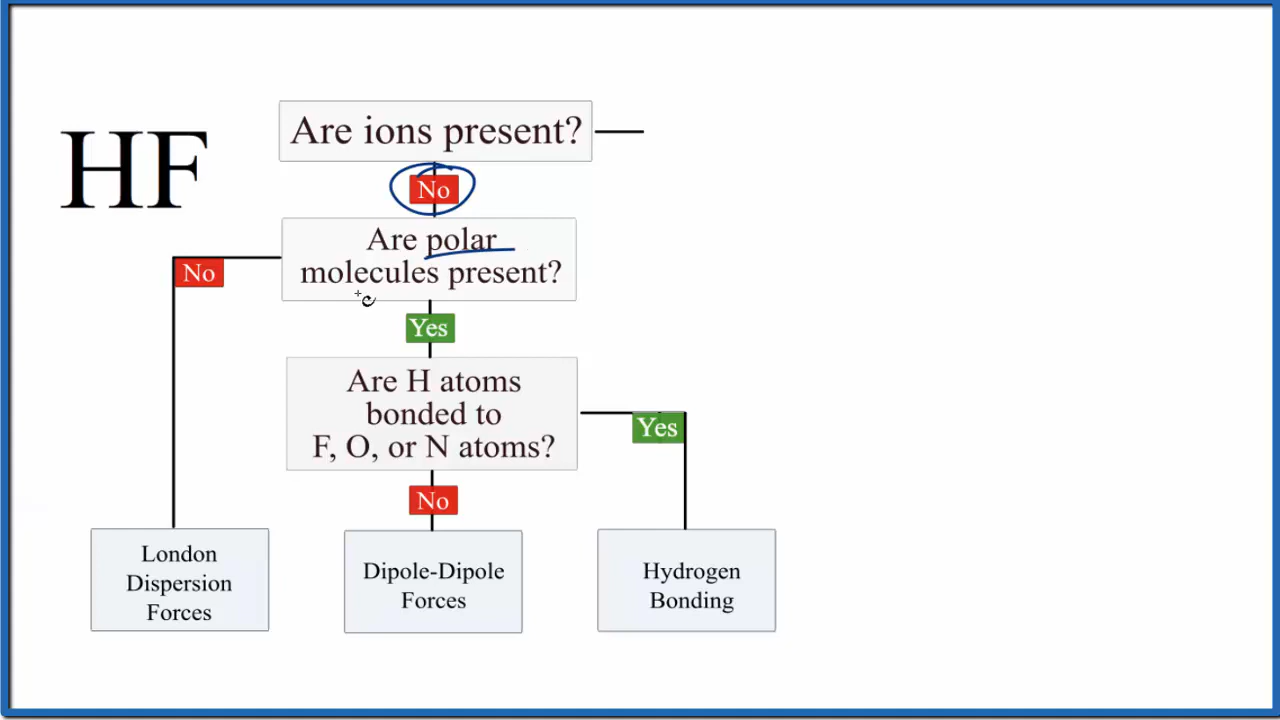 HF
Are ions present?
No
Are polar
molecules present?
No
Yes
Are H atoms
bonded to
F, O, or N atoms?
Yes
No
London
Dispersion
Forces
Dipole-Dipole
Forces
Hydrogen
Bonding